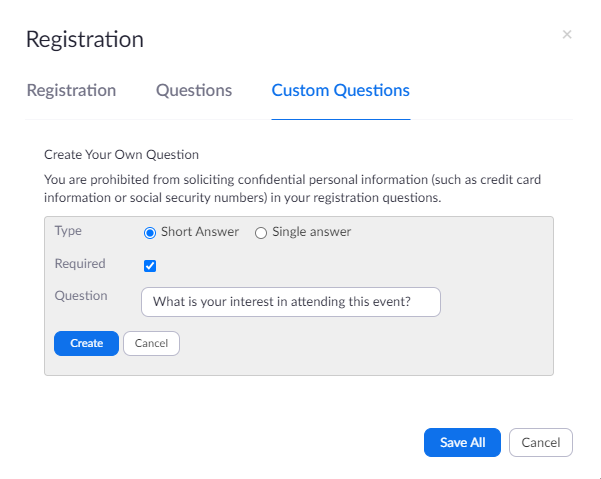 Registration
Registration Questions Custom Questions
Create Your Own Question
You are prohibited from soliciting confidential personal information (such as credit card
information or social security numbers) in your registration questions.
Type Short Answer Single answer
Required
Question What is your interest in attending this event?
Create Cancel
Save All Cancel